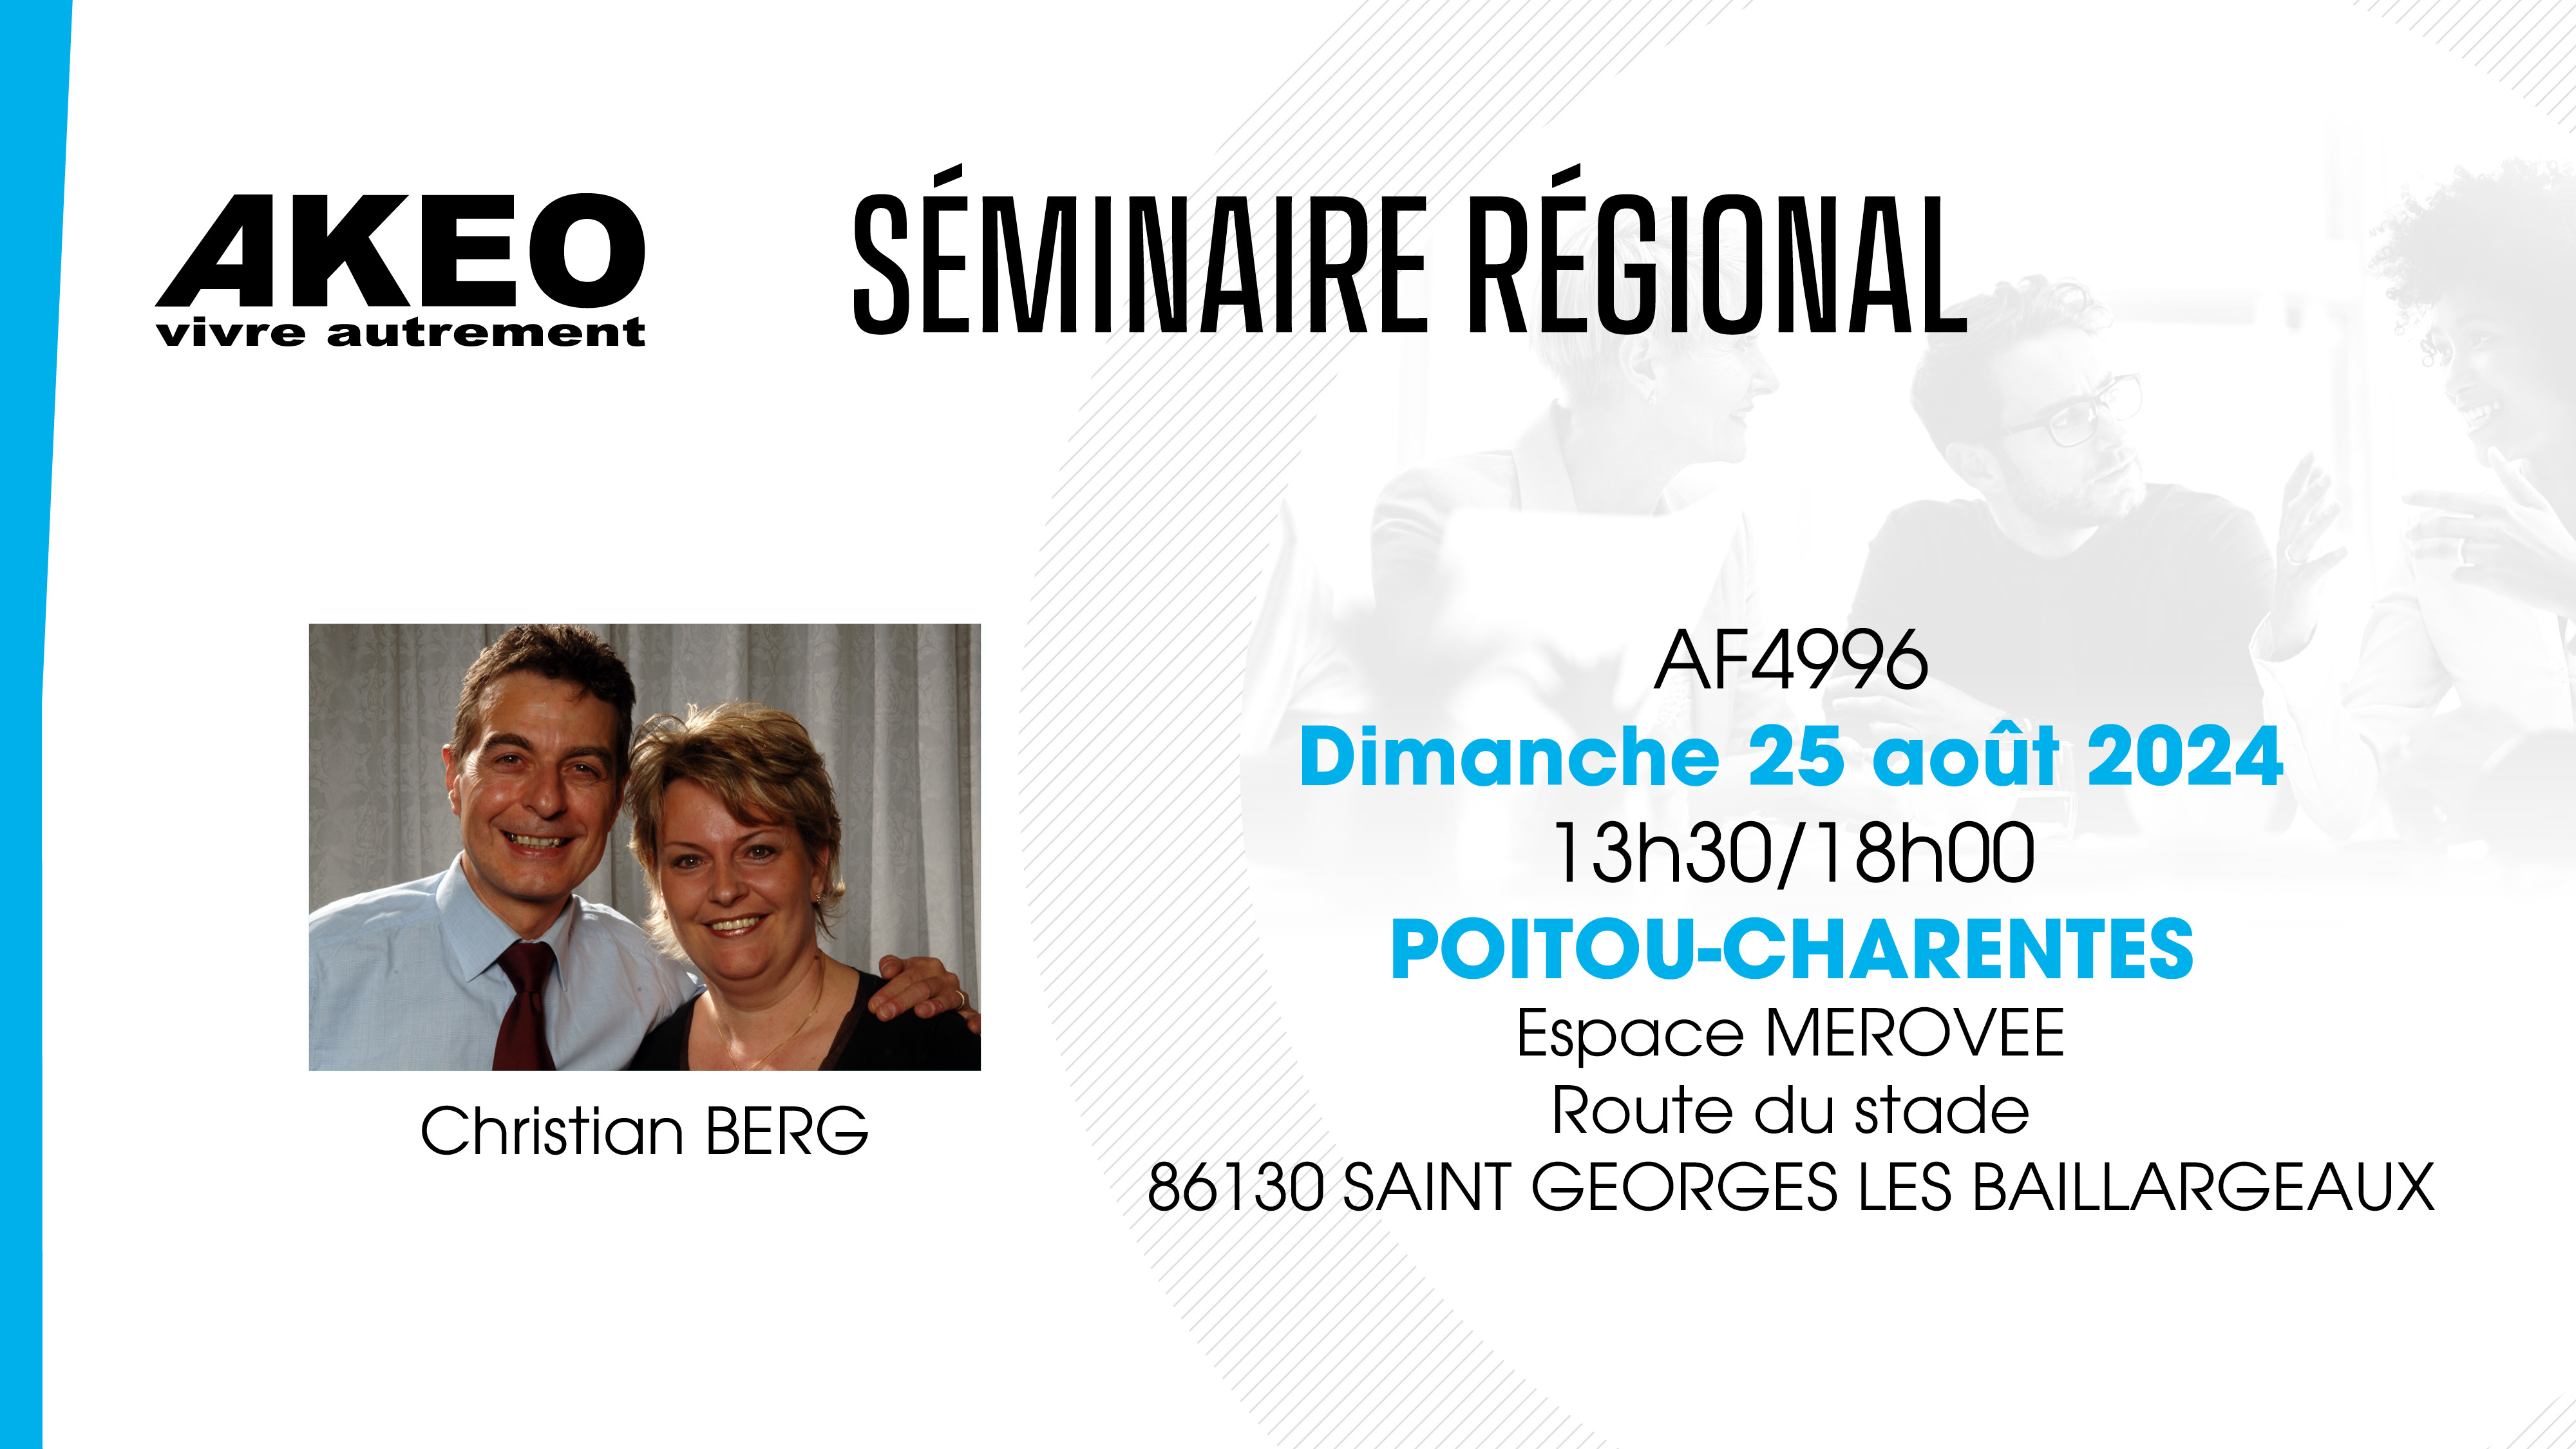 AKEO
vivre autrement
SÉMINAIRE RÉGIONAL
AF4996
Dimanche 25 août 2024
13h30/18h00
POITOU-CHARENTES
Espace MEROVEE
Route du stade
86130 SAINT GEORGES LES BAILLARGEAUX
Christian BERG